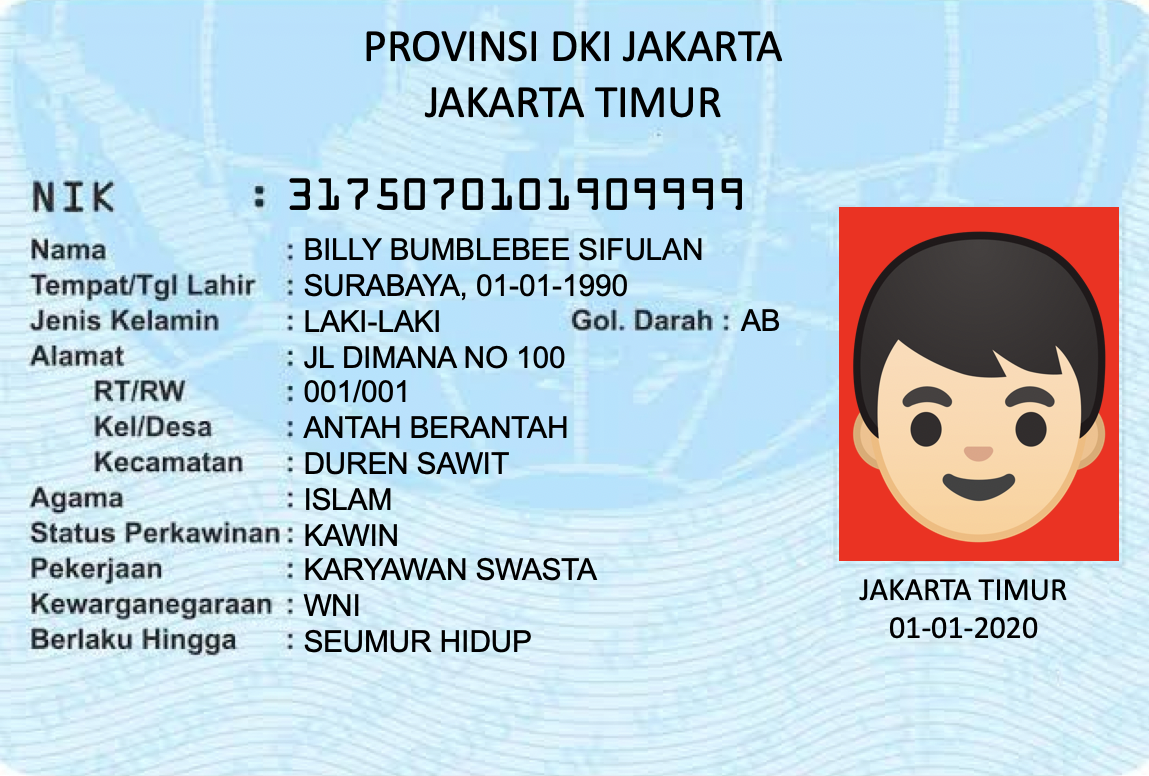 PROVINSI DKI JAKARTA
JAKARTA TIMUR
NIK : 3175070101909999
Nama : BILLY BUMBLEBEE SIFULAN
Tempat/Tgl Lahir : SURABAYA, 01-01-1990
Jenis Kelamin : LAKI-LAKI Gol. Darah : AB
Alamat : JL DIMANA NO 100
RT/RW : 001/001
Kel/Desa : ANTAH BERANTAH
Kecamatan : DUREN SAWIT
Agama : ISLAM
Status Perkawinan : KAWIN
Pekerjaan : KARYAWAN SWASTA
Kewarganegaraan : WNI
Berlaku Hingga : SEUMUR HIDUP
JAKARTA TIMUR
01-01-2020